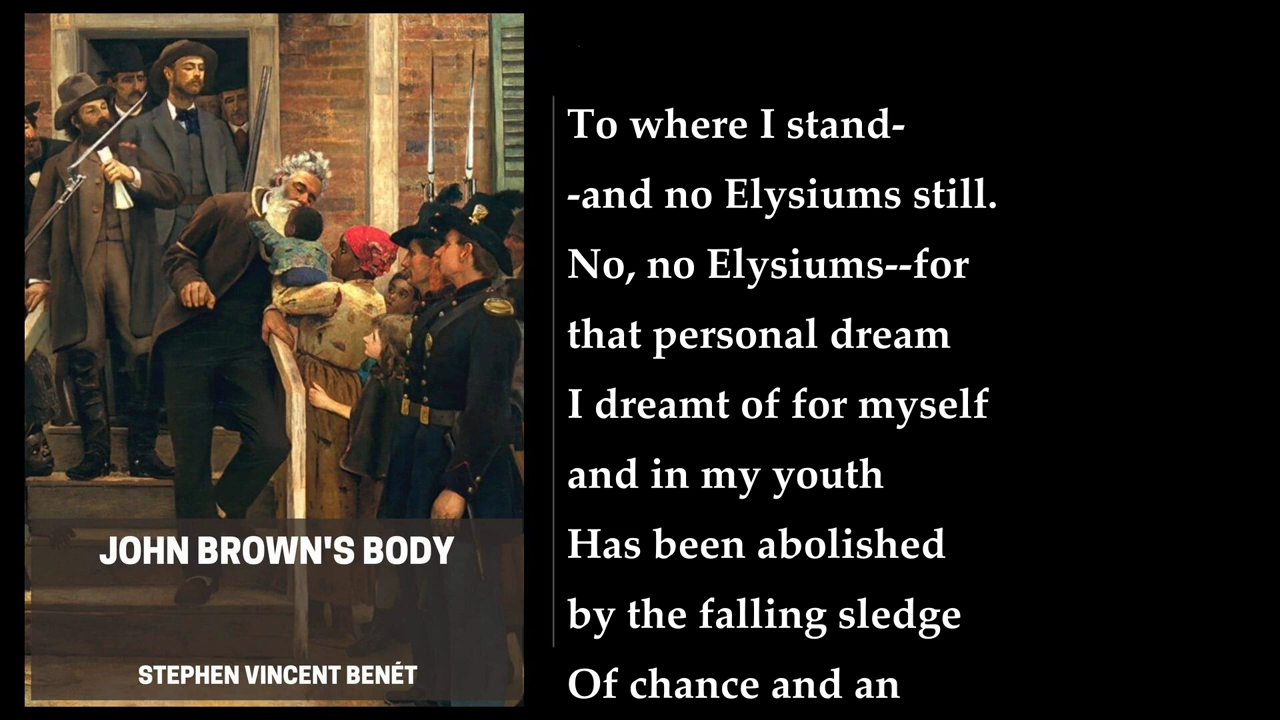 JOHN BROWN'S BODY
STEPHEN VINCENT BENÉT
To where I stand-
-and no Elysiums still.
No, no Elysiums--for
that personal dream
I dreamt of for myself
and in my youth
Has been abolished
by the falling sledge
Of chance and an